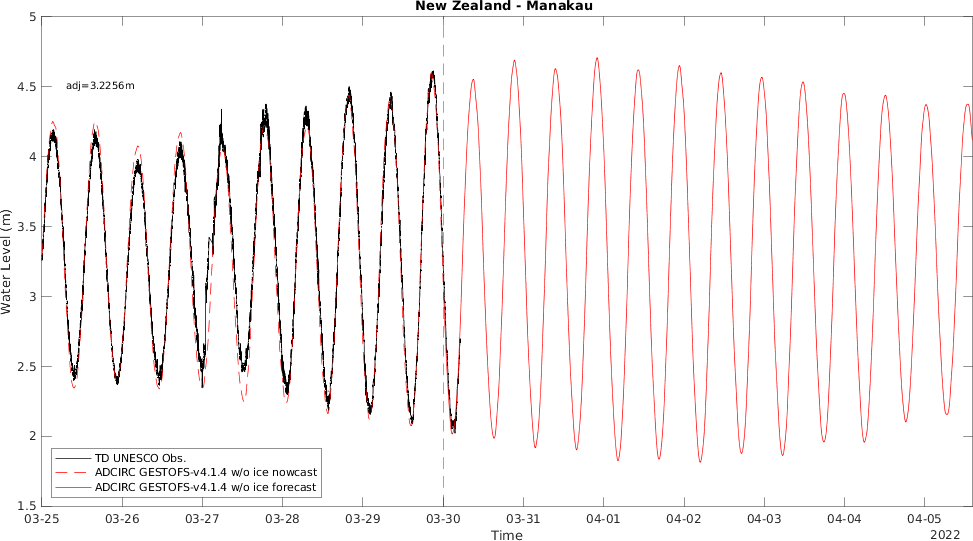 New Zealand - Manakau
5
4.5
4
3.5
3
2.5
2
1.5
Water Level (m)
adj=3.2256m
TD UNESCO Obs.
ADCIRC GESTOFS-v4.1.4 w/o ice nowcast
ADCIRC GESTOFS-v4.1.4 w/o ice forecast
03-25 03-26 03-27 03-28 03-29 03-30 03-31 04-01 04-02 04-03 04-04 04-05
2022
Time